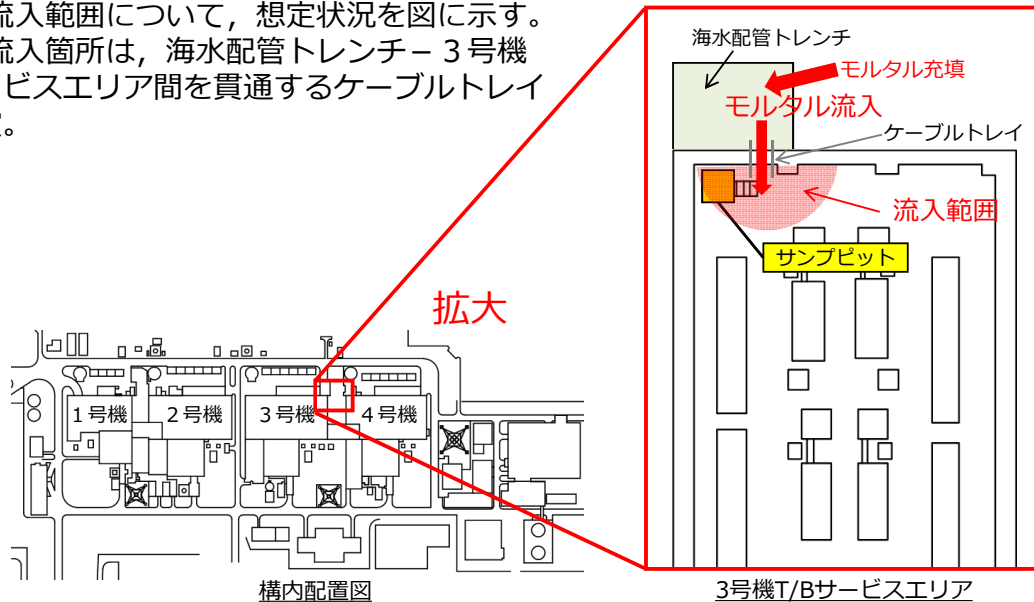 流入範囲について，想定状況を図に示す。
流入箇所は，海水配管トレンチ－３号機
ビスエリア間を貫通するケーブルトレイ
。
海水配管トレンチ
モルタル充填
モルタル流入
ケーブルトレイ
流入範囲
サンプピット
拡大
１号機
２号機
３号機
４号機
構内配置図
3号機T/Bサービスエリア